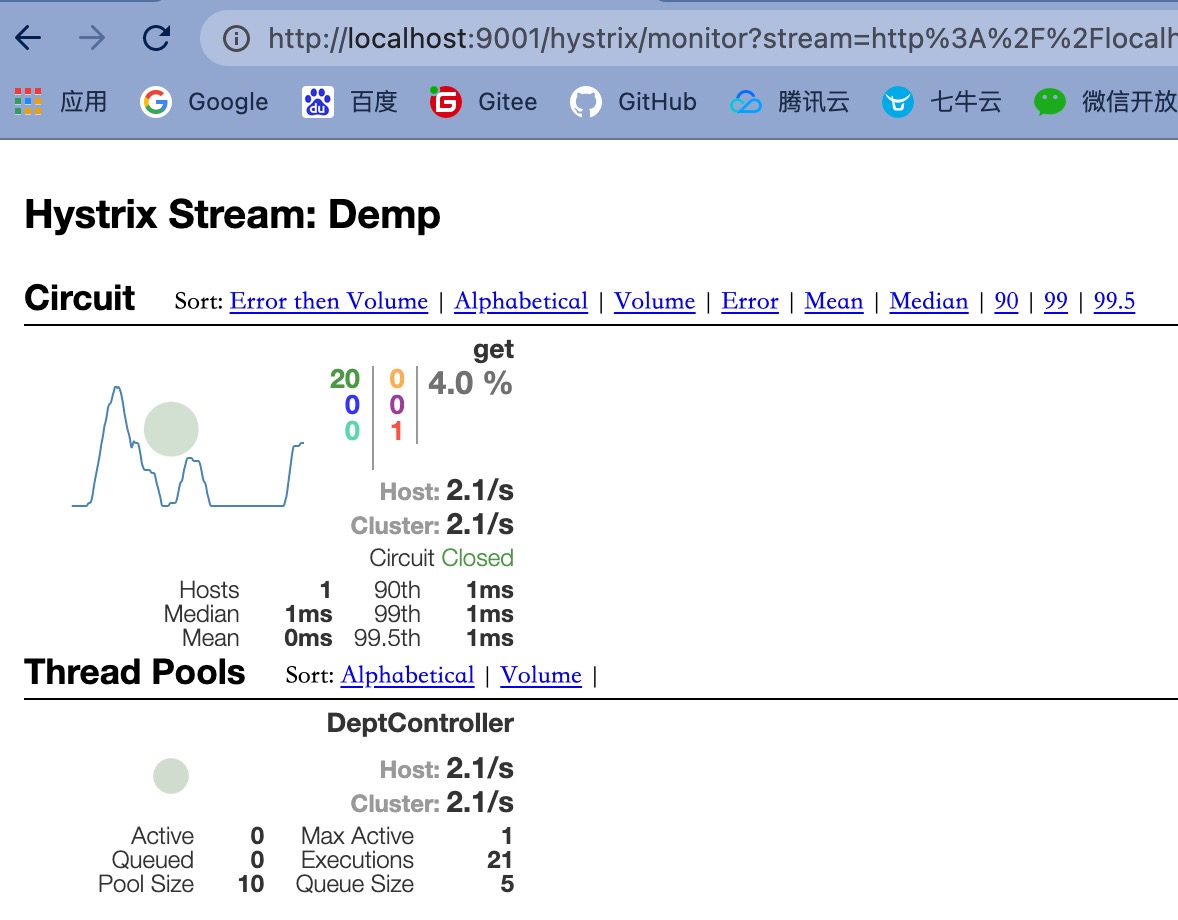 http://localhost:9001/hystrix/monitor?stream=http%3A%2F%2Flocalh
应用 Google 百度 Gitee GitHub 腾讯云 七牛云 微信开放
Hystrix Stream: Demp
Circuit Sort: Error then Volume | Alphabetical | Volume | Error | Mean | Median | 90 | 99 | 99.5
get
20 0 4.0 %
0 0
0 1
Host: 2.1/s
Cluster: 2.1/s
Circuit Closed
Hosts 1 90th 1ms
Median 1ms 99th 1ms
Mean 0ms 99.5th 1ms
Thread Pools Sort: Alphabetical | Volume |
DeptController
Host: 2.1/s
Cluster: 2.1/s
Active 0 Max Active 1
Queued 0 Executions 21
Pool Size 10 Queue Size 5